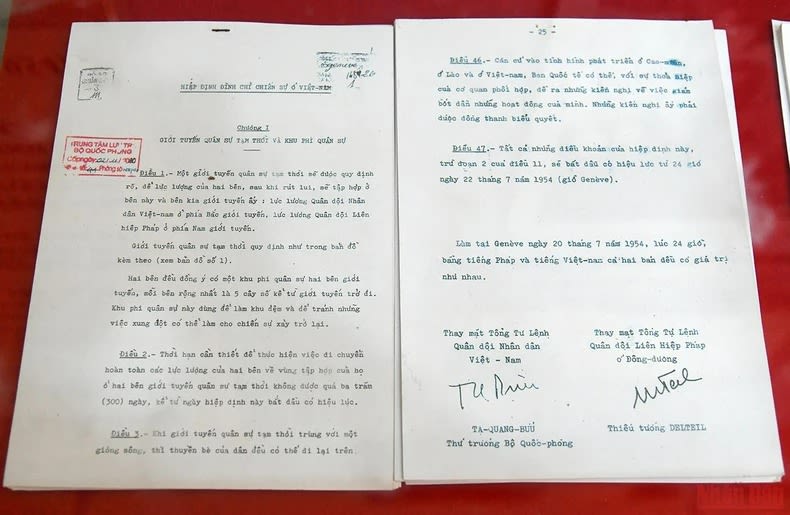 HIỆP ĐỊNH ĐÌNH CHỈ CHIẾN SỰ Ở VIỆT-NAM
Chương I
GIỚI TUYẾN QUÂN SỰ TẠM THỜI VÀ KHU PHI QUÂN SỰ
TRUNG TÂM LƯU TRỮ
BỘ QUỐC PHÒNG
Điều 1.- Một giới tuyến quân sự tạm thời sẽ được quy định
rõ, để lực lượng của hai bên, sau khi rút lui, sẽ tập hợp ở
bên này và bên kia giới tuyến ấy : lực lượng Quân đội Nhân
dân Việt-nam ở phía Bắc giới tuyến, lực lượng Quân đội Liên
hiệp Pháp ở phía Nam giới tuyến.
Giới tuyến quân sự tạm thời quy định như trong bản đồ
kèm theo (xem bản đồ số 1).
Hai bên đều đồng ý có một khu phi quân sự hai bên giới
tuyến, mỗi bên rộng nhất là 5 cây số kể từ giới tuyến trở đi.
Khu phi quân sự này dùng để làm khu đệm và để tránh những
việc xung đột có thể làm cho chiến sự xảy trở lại.
Điều 2.- Thời hạn cần thiết để thực hiện việc di chuyển
hoàn toàn các lực lượng của hai bên về vùng tập hợp của họ
ở hai bên giới tuyến quân sự tạm thời không được quá ba trăm
(300) ngày, kể từ ngày hiệp định này bắt đầu có hiệu lực.
Điều 3.- Khi giới tuyến quân sự tạm thời trùng với một
giòng sông, thì thuyền bè của dân đều có thể đi lại trên
- 25 -
Điều 46.- Căn cứ vào tình hình phát triển ở Cao-mên,
ở Lào và ở Việt-nam, Ban Quốc tế có thể, với sự thoả hiệp
của cơ quan phối hợp, đề ra những kiến nghị về việc giảm
bớt dần những hoạt động của mình. Những kiến nghị ấy phải
được đồng thanh biểu quyết.
Điều 47.- Tất cả những điều khoản của hiệp định này,
trừ đoạn 2 của điều 11, sẽ bắt đầu có hiệu lực từ 24 giờ
ngày 22 tháng 7 năm 1954 (giờ Genève).
Làm tại Genève ngày 20 tháng 7 năm 1954, lúc 24 giờ,
bằng tiếng Pháp và tiếng Việt-nam cả hai bản đều có giá trị
như nhau.
Thay mặt Tổng Tư Lệnh
Quân đội Nhân dân
Việt - Nam
TẠ-QUANG-BỬU
Thứ trưởng Bộ Quốc-phòng
Thay mặt Tổng Tư Lệnh
Quân đội Liên Hiệp Pháp
ở Đông-dương
Thiếu tướng DELTEIL